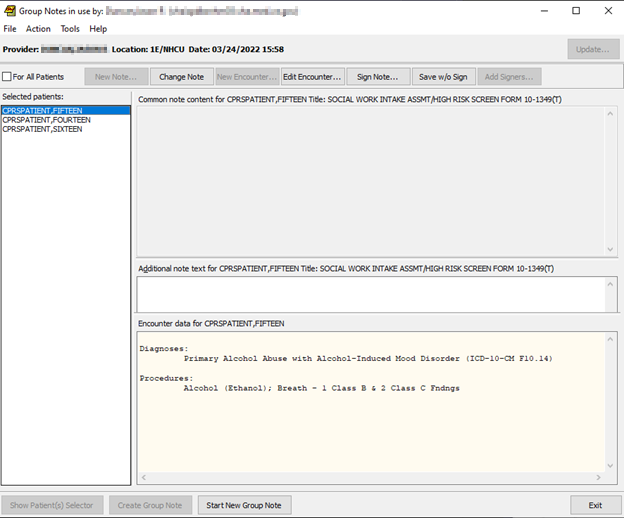 Group Notes in use by:
File Action Tools Help
Provider: Location: 1E/NHCU Date: 03/24/2022 15:58
Update...
For All Patients
New Note...
Change Note
New Encounter...
Edit Encounter...
Sign Note...
Save w/o Sign
Add Signers...
Selected patients:
CPRSPATIENT,FIFTEEN
CPRSPATIENT,FOURTEEN
CPRSPATIENT,SIXTEEN
Common note content for CPRSPATIENT,FIFTEEN Title: SOCIAL WORK INTAKE ASSMT/HIGH RISK SCREEN FORM 10-1349(T)
Additional note text for CPRSPATIENT,FIFTEEN Title: SOCIAL WORK INTAKE ASSMT/HIGH RISK SCREEN FORM 10-1349(T)
Encounter data for CPRSPATIENT,FIFTEEN
Diagnoses:
Primary Alcohol Abuse with Alcohol-Induced Mood Disorder (ICD-10-CM F10.14)
Procedures:
Alcohol (Ethanol); Breath - 1 Class B & 2 Class C Fndngs
Show Patient(s) Selector
Create Group Note
Start New Group Note
Exit